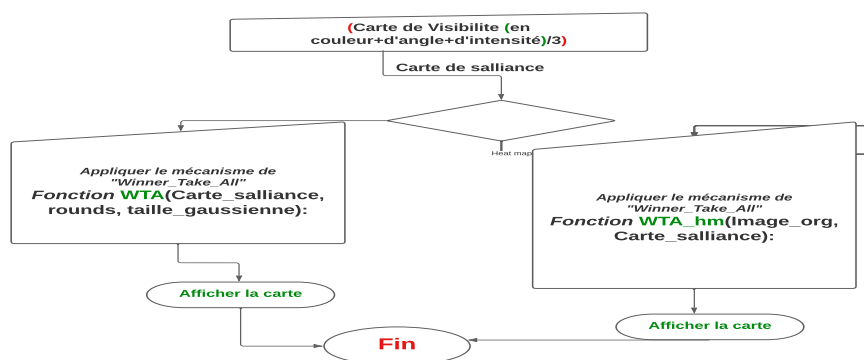 (Carte de Visibilite (en
couleur+d'angle+d'intensité)/3)
Carte de salliance
Heat map
Appliquer le mécanisme de
"Winner_Take_All"
Fonction WTA(Carte_salliance,
rounds, taille_gaussienne):
Appliquer le mécanisme de
"Winner_Take_All"
Fonction WTA_hm(Image_org,
Carte_salliance):
Afficher la carte
Afficher la carte
Fin